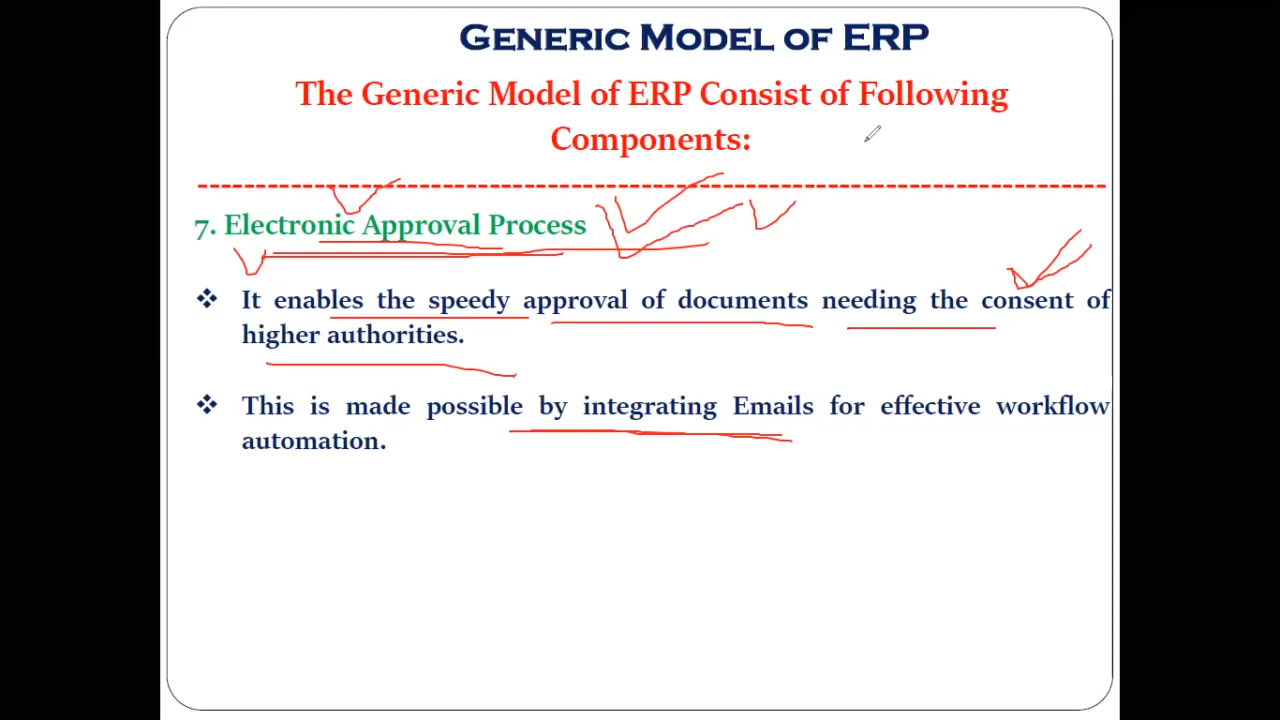 GENERIC MODEL OF ERP
The Generic Model of ERP Consist of Following
Components:
7. Electronic Approval Process
❖ It enables the speedy approval of documents needing the consent of
higher authorities.
❖ This is made possible by integrating Emails for effective workflow
automation.